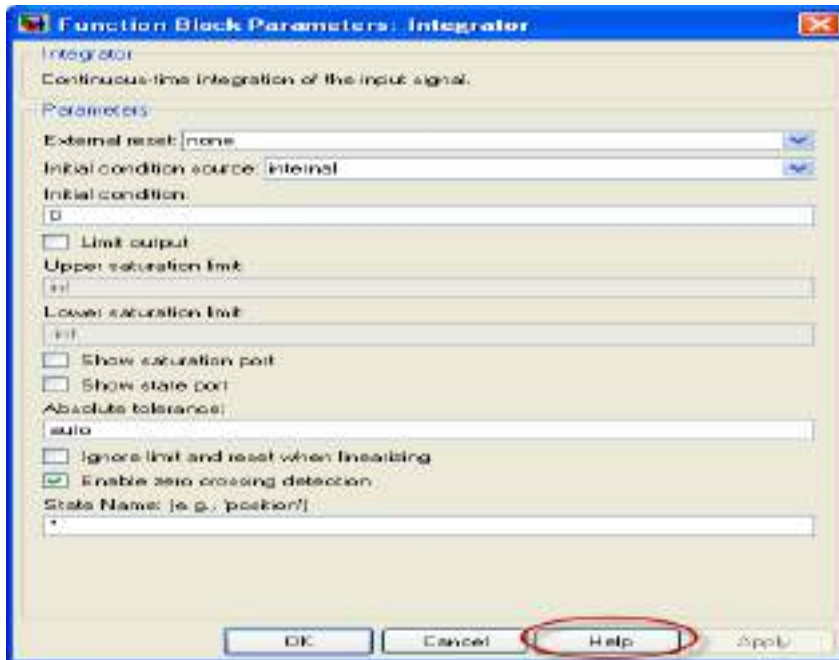 Function Block Parameters: Integrator
Integrator
Continuous-time integration of the input signal.
Parameters
External reset: none
Initial condition source: internal
Initial condition:
0
Limit output
Upper saturation limit:
inf
Lower saturation limit:
-inf
Show saturation port
Show state port
Absolute tolerance:
auto
Ignore limit and reset when linearizing
Enable zero crossing detection
State Name: (e.g., 'position')
OK Cancel Help Apply